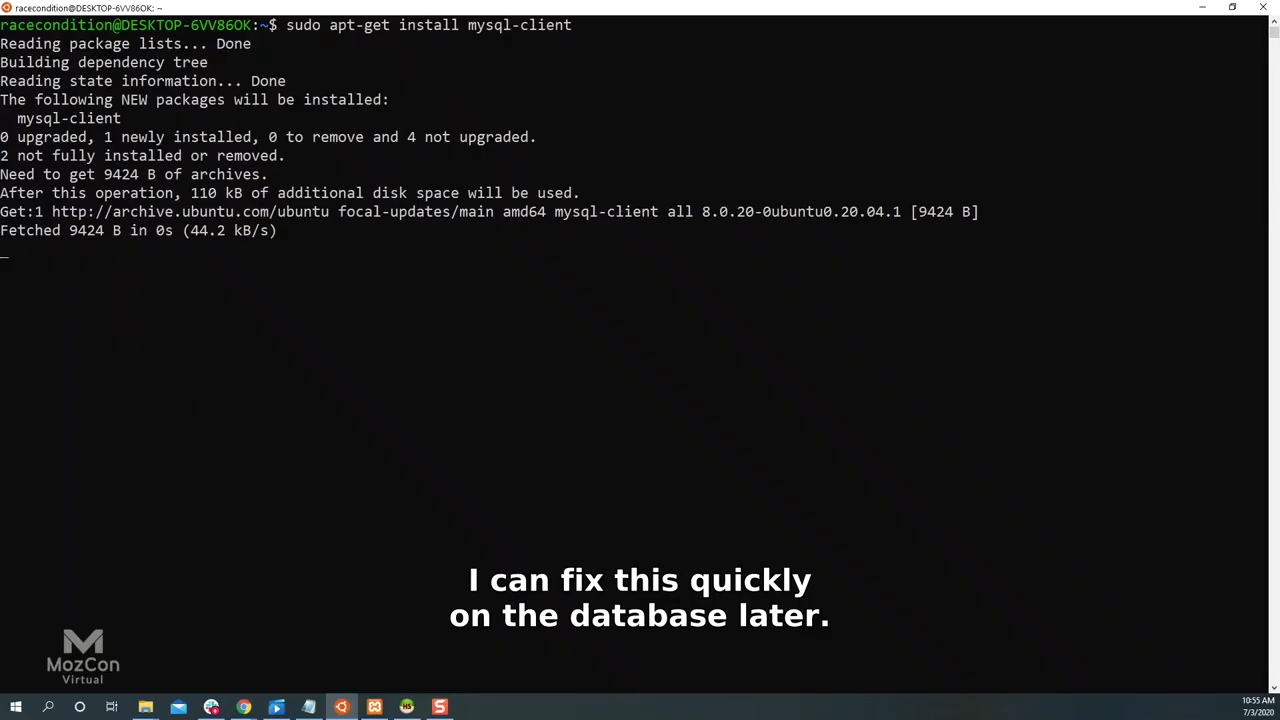 racecondition@DESKTOP-6VV86OK: ~
racecondition@DESKTOP-6VV86OK:~$ sudo apt-get install mysql-client
Reading package lists... Done
Building dependency tree
Reading state information... Done
The following NEW packages will be installed:
mysql-client
0 upgraded, 1 newly installed, 0 to remove and 4 not upgraded.
2 not fully installed or removed.
Need to get 9424 B of archives.
After this operation, 110 kB of additional disk space will be used.
Get:1 http://archive.ubuntu.com/ubuntu focal-updates/main amd64 mysql-client all 8.0.20-0ubuntu0.20.04.1 [9424 B]
Fetched 9424 B in 0s (44.2 kB/s)
I can fix this quickly
on the database later.
MozCon
Virtual
10:55 AM
7/3/2020